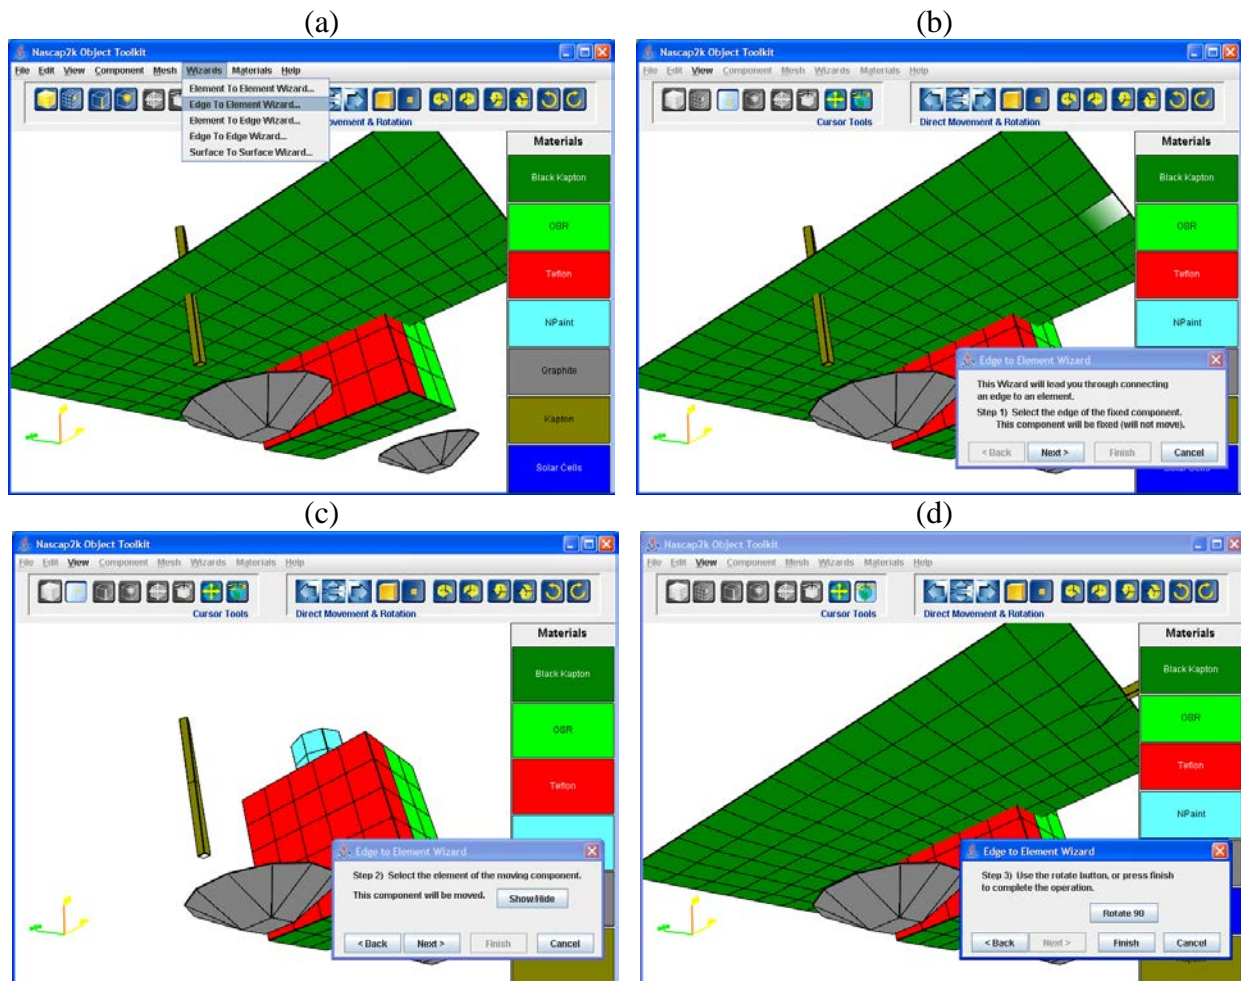 (a)
Nascap2k Object Toolkit
File Edit View Component Mesh Wizards Materials Help
Element To Element Wizard...
Edge To Element Wizard...
Element To Edge Wizard...
Edge To Edge Wizard...
Surface To Surface Wizard...
ovement & Rotation
Materials
Black Kapton
OSR
Teflon
NPaint
Graphite
Kapton
Solar Cells
(b)
Nascap2k Object Toolkit
File Edit View Component Mesh Wizards Materials Help
Cursor Tools
Direct Movement & Rotation
Materials
Black Kapton
OSR
Teflon
NPaint
Edge to Element Wizard
This Wizard will lead you through connecting
an edge to an element.
Step 1) Select the edge of the fixed component.
This component will be fixed (will not move).
< Back Next > Finish Cancel
Solar Cells
(c)
Nascap2k Object Toolkit
File Edit View Component Mesh Wizards Materials Help
Cursor Tools
Direct Movement & Rotation
Materials
Black Kapton
OSR
Teflon
Edge to Element Wizard
Step 2) Select the element of the moving component.
This component will be moved. Show/Hide
< Back Next > Finish Cancel
(d)
Nascap2k Object Toolkit
File Edit View Component Mesh Wizards Materials Help
Cursor Tools
Direct Movement & Rotation
Materials
Black Kapton
OSR
Teflon
NPaint
Edge to Element Wizard
Step 3) Use the rotate button, or press finish
to complete the operation.
Rotate 90
< Back Next > Finish Cancel